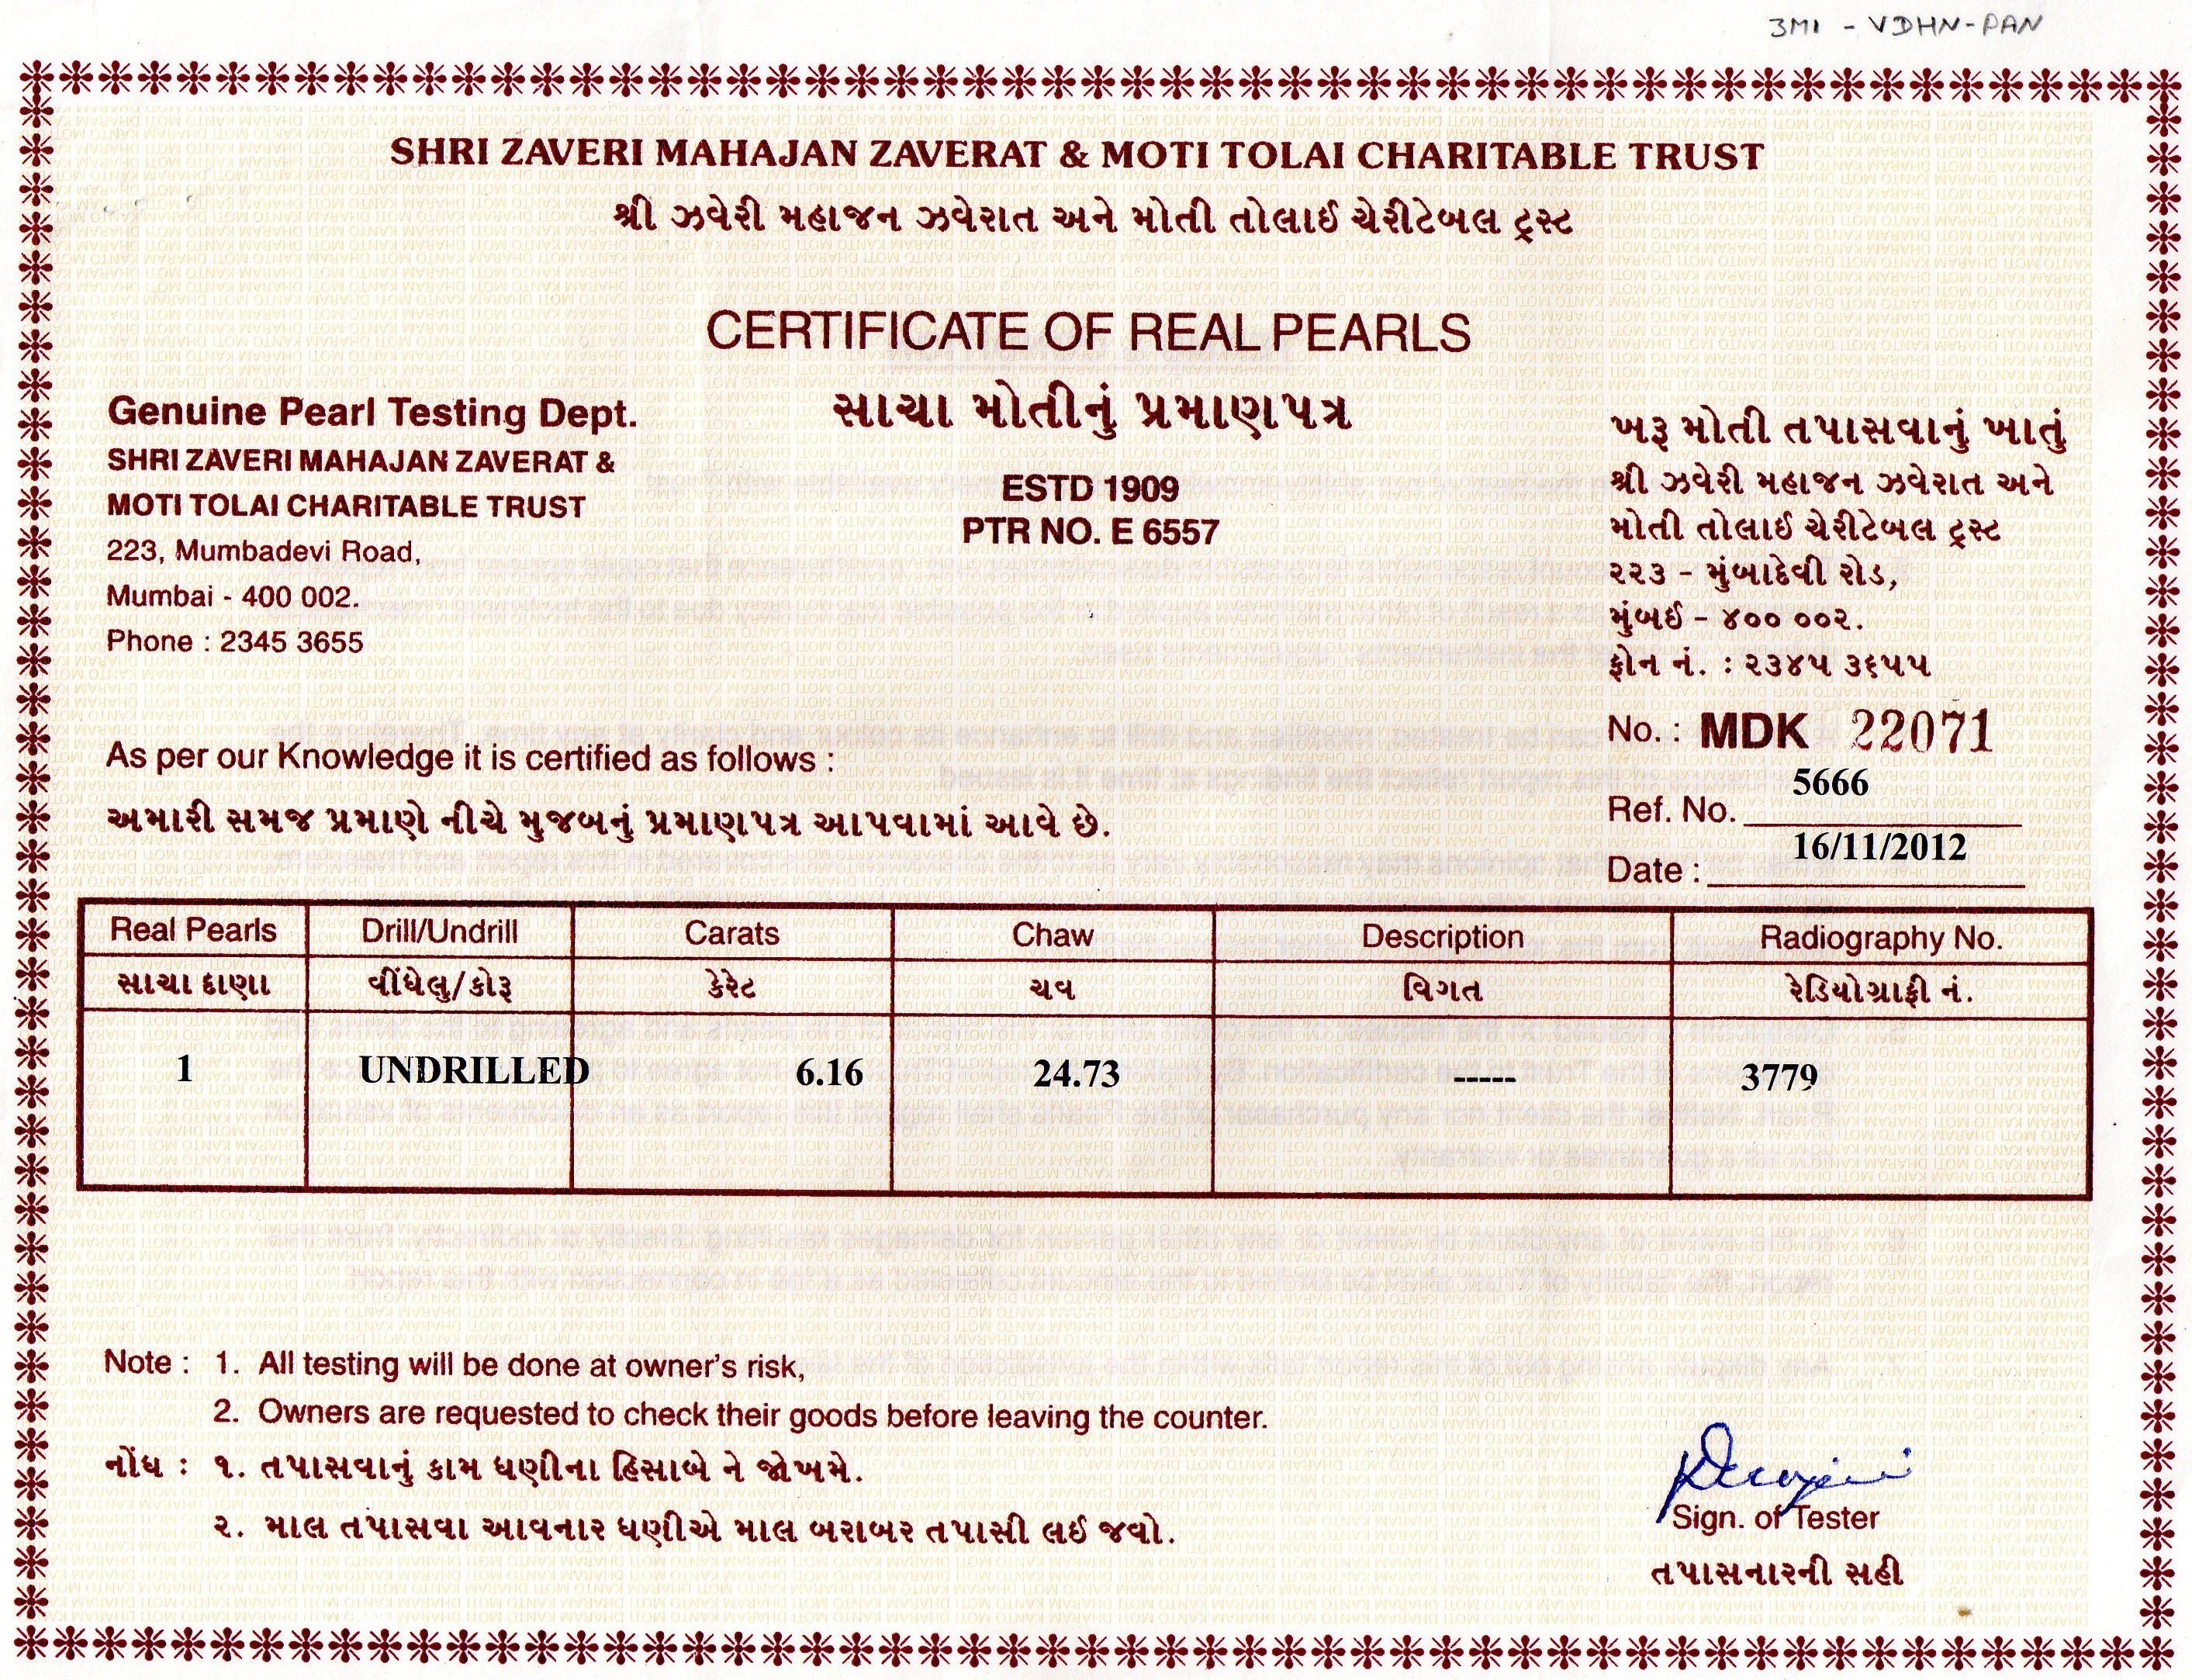 3MI - VDHN-PAN
SHRI ZAVERI MAHAJAN ZAVERAT & MOTI TOLAI CHARITABLE TRUST
શ્રી ઝવેરી મહાજન ઝવેરાત અને મોતી તોલાઈ ચેરીટેબલ ટ્રસ્ટ
CERTIFICATE OF REAL PEARLS
સાચા મોતીનું પ્રમાણપત્ર
ESTD 1909
PTR NO. E 6557
Genuine Pearl Testing Dept.
SHRI ZAVERI MAHAJAN ZAVERAT &
MOTI TOLAI CHARITABLE TRUST
223, Mumbadevi Road,
Mumbai - 400 002.
Phone : 2345 3655
ખરૂ મોતી તપાસવાનું ખાતું
શ્રી ઝવેરી મહાજન ઝવેરાત અને
મોતી તોલાઈ ચેરીટેબલ ટ્રસ્ટ
૨૨૩ - મુંબાદેવી રોડ,
મુંબઈ - ૪૦૦ ૦૦૨.
ફોન નં. : ૨૩૪૫ ૩૬૫૫
No. : MDK 22071
Ref. No. 5666
Date : 16/11/2012
As per our Knowledge it is certified as follows :
અમારી સમજ પ્રમાણે નીચે મુજબનું પ્રમાણપત્ર આપવામાં આવે છે.
Real Pearls Drill/Undrill Carats Chaw Description Radiography No.
સાચા દાણા વીંધેલુ/કોરૂ કેરેટ ચવ વિગત રેડિયોગ્રાફી નં.
1 UNDRILLED 6.16 24.73 ----- 3779
Note : 1. All testing will be done at owner's risk,
2. Owners are requested to check their goods before leaving the counter.
નોંધ : ૧. તપાસવાનું કામ ધણીના હિસાબે ને જોખમે.
૨. માલ તપાસવા આવનાર ધણીએ માલ બરાબર તપાસી લઈ જવો.
Sign. of Tester
તપાસનારની સહી